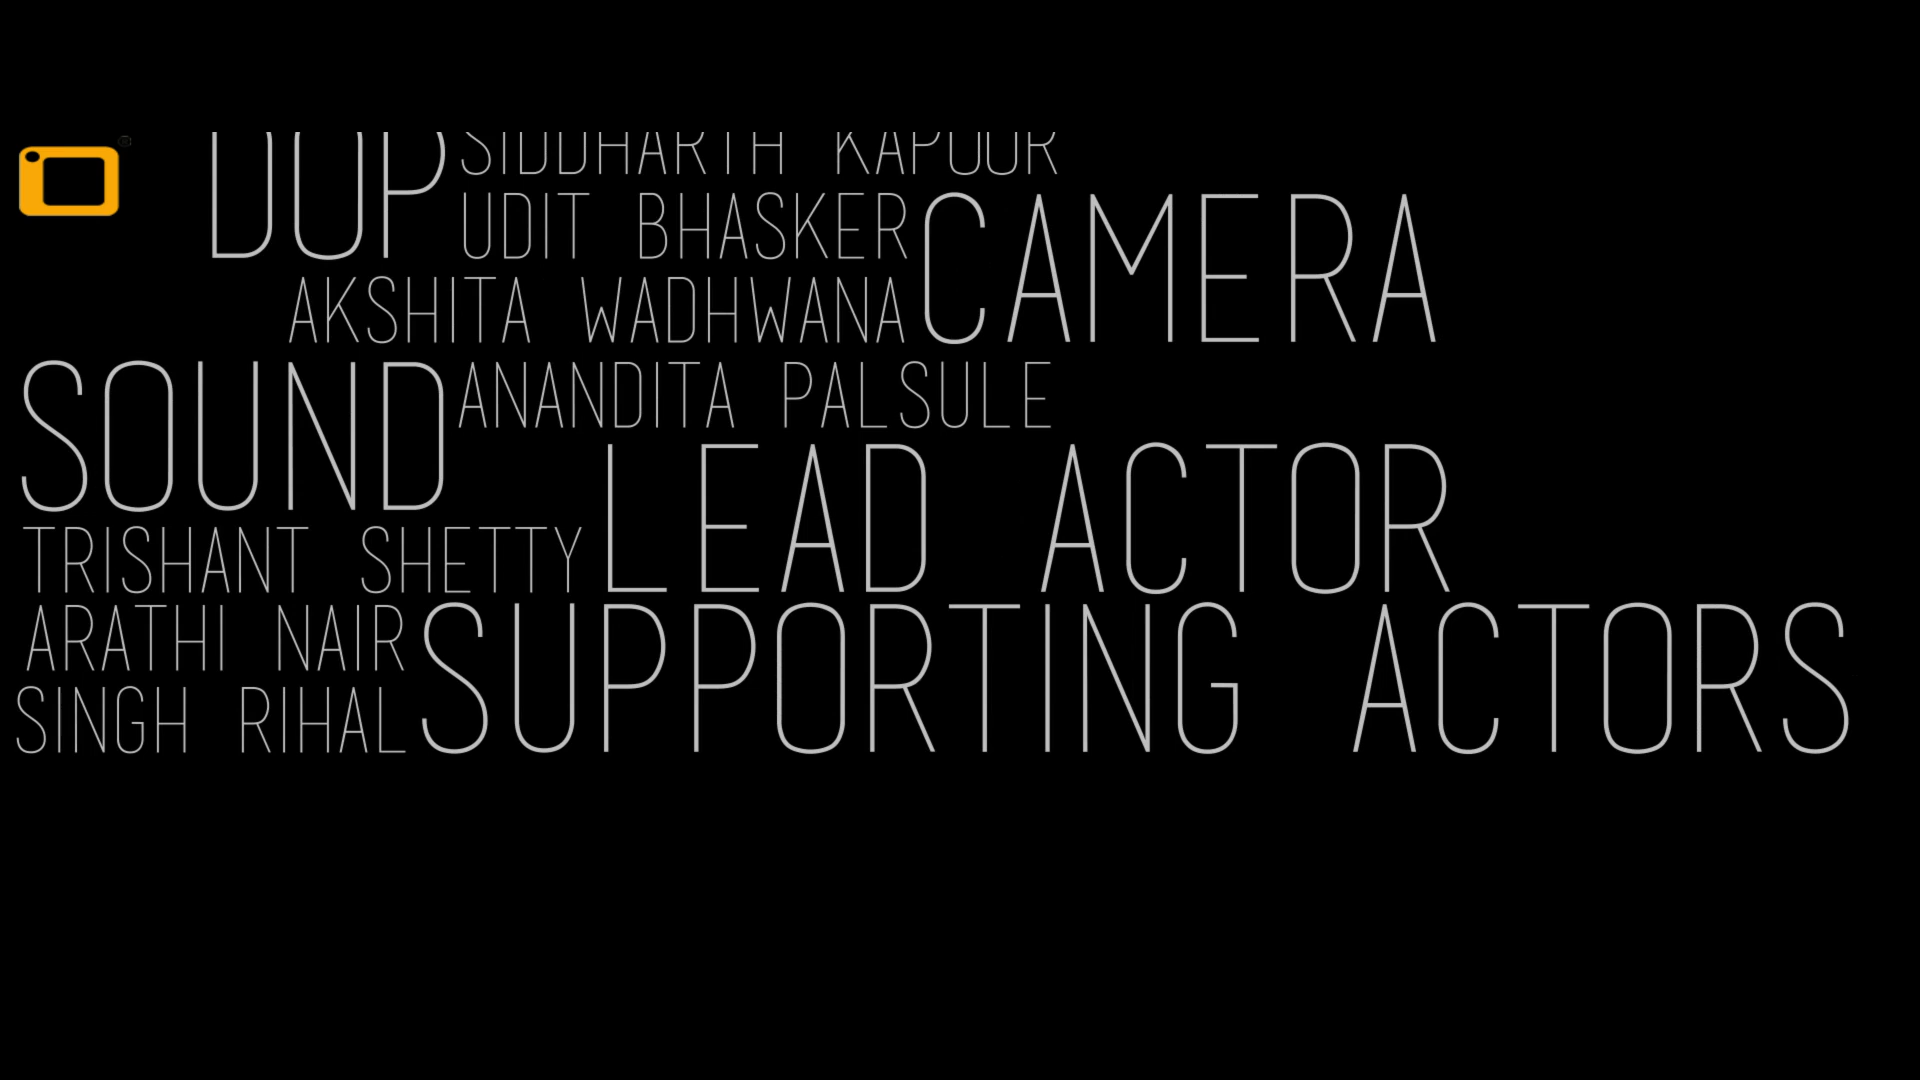 DOP SIDDHARTH KAPOOR
UDIT BHASKER
AKSHITA WADHWANA CAMERA
SOUND ANANDITA PALSULE
TRISHANT SHETTY LEAD ACTOR
ARATHI NAIR
SINGH RIHAL SUPPORTING ACTORS